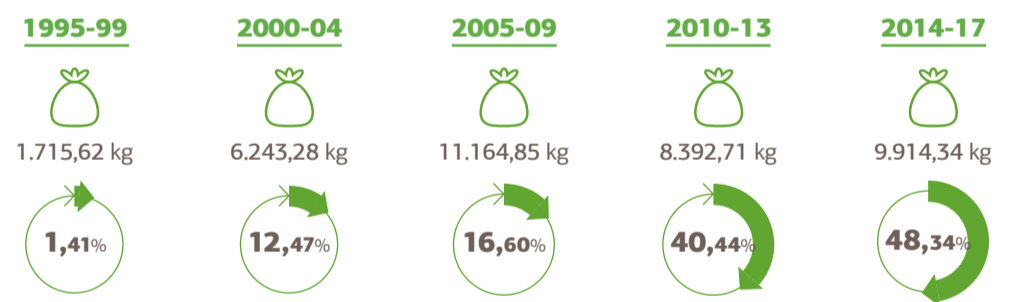 1995-99 2000-04 2005-09 2010-13 2014-17
1.715,62 kg 6.243,28 kg 11.164,85 kg 8.392,71 kg 9.914,34 kg
1,41% 12,47% 16,60% 40,44% 48,34%